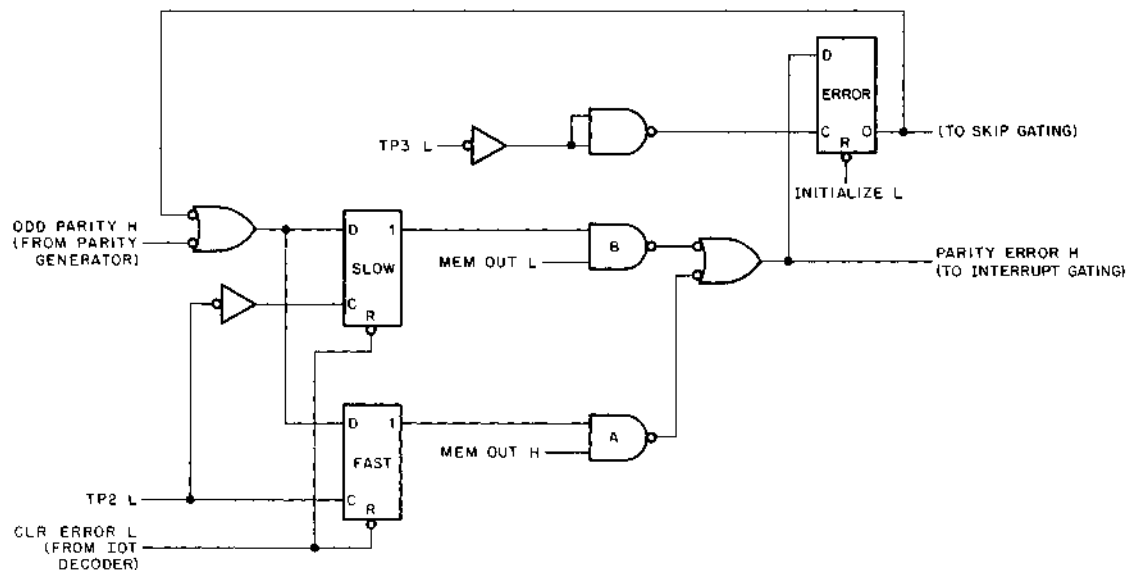 D
ERROR
C
O
R
(TO SKIP GATING)
TP3 L
INITIALIZE L
ODD PARITY H
(FROM PARITY
GENERATOR)
D
1
SLOW
C
R
B
MEM OUT L
PARITY ERROR H
(TO INTERRUPT GATING)
D
1
FAST
C
R
A
MEM OUT H
TP2 L
CLR ERROR L
(FROM IOT
DECODER)